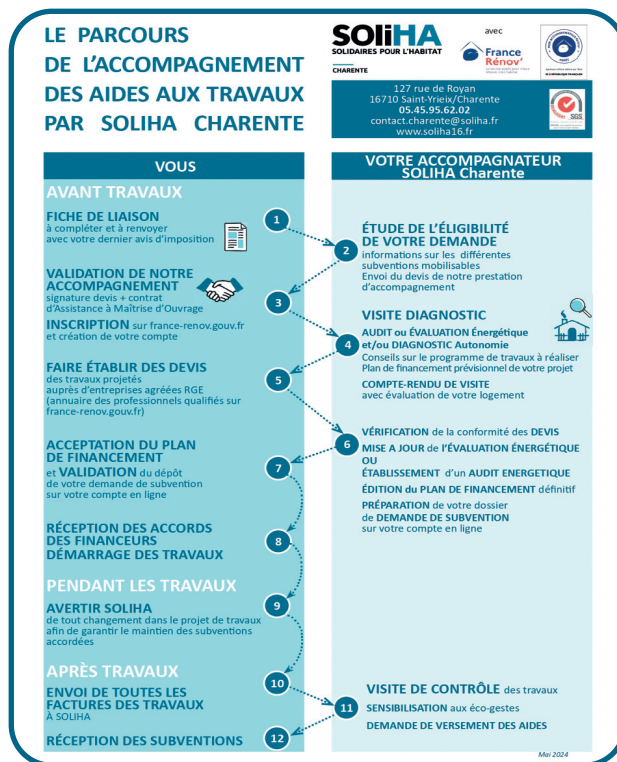 LE PARCOURS
DE L'ACCOMPAGNEMENT
DES AIDES AUX TRAVAUX
PAR SOLIHA CHARENTE
SOLIHA
SOLIDAIRES POUR L'HABITAT
CHARENTE
avec
France
Rénov'
127 rue de Royan
16710 Saint-Yrieix/Charente
05.45.95.62.02
contact.charente@soliha.fr
www.soliha16.fr
SGS
VOUS
AVANT TRAVAUX
FICHE DE LIAISON
à compléter et à renvoyer
avec votre dernier avis d'imposition
1
VALIDATION DE NOTRE
ACCOMPAGNEMENT
signature devis + contrat
d'Assistance à Maîtrise d'Ouvrage
3
INSCRIPTION sur france-renov.gouv.fr
et création de votre compte
FAIRE ÉTABLIR DES DEVIS
des travaux projetés
auprès d'entreprises agréées RGE
(annuaire des professionnels qualifiés sur
france-renov.gouv.fr)
5
ACCEPTATION DU PLAN
DE FINANCEMENT
et VALIDATION du dépôt
de votre demande de subvention
sur votre compte en ligne
7
RÉCEPTION DES ACCORDS
DES FINANCEURS
DÉMARRAGE DES TRAVAUX
8
PENDANT LES TRAVAUX
AVERTIR SOLIHA
de tout changement dans le projet de travaux
afin de garantir le maintien des subventions
accordées
9
APRÈS TRAVAUX
ENVOI DE TOUTES LES
FACTURES DES TRAVAUX
À SOLIHA
10
RÉCEPTION DES SUBVENTIONS
12
VOTRE ACCOMPAGNATEUR
SOLIHA Charente
2
ÉTUDE DE L'ÉLIGIBILITÉ
DE VOTRE DEMANDE
informations sur les différentes
subventions mobilisables
Envoi du devis de notre prestation
d'accompagnement
VISITE DIAGNOSTIC
4
AUDIT ou ÉVALUATION Énergétique
et/ou DIAGNOSTIC Autonomie
Conseils sur le programme de travaux à réaliser
Plan de financement prévisionnel de votre projet
COMPTE-RENDU DE VISITE
avec évaluation de votre logement
6
VÉRIFICATION de la conformité des DEVIS
MISE A JOUR de l'ÉVALUATION ÉNERGÉTIQUE
OU
ÉTABLISSEMENT d'un AUDIT ENERGETIQUE
ÉDITION du PLAN DE FINANCEMENT définitif
PRÉPARATION de votre dossier
de DEMANDE DE SUBVENTION
sur votre compte en ligne
11
VISITE DE CONTRÔLE des travaux
SENSIBILISATION aux éco-gestes
DEMANDE DE VERSEMENT DES AIDES
Mai 2024